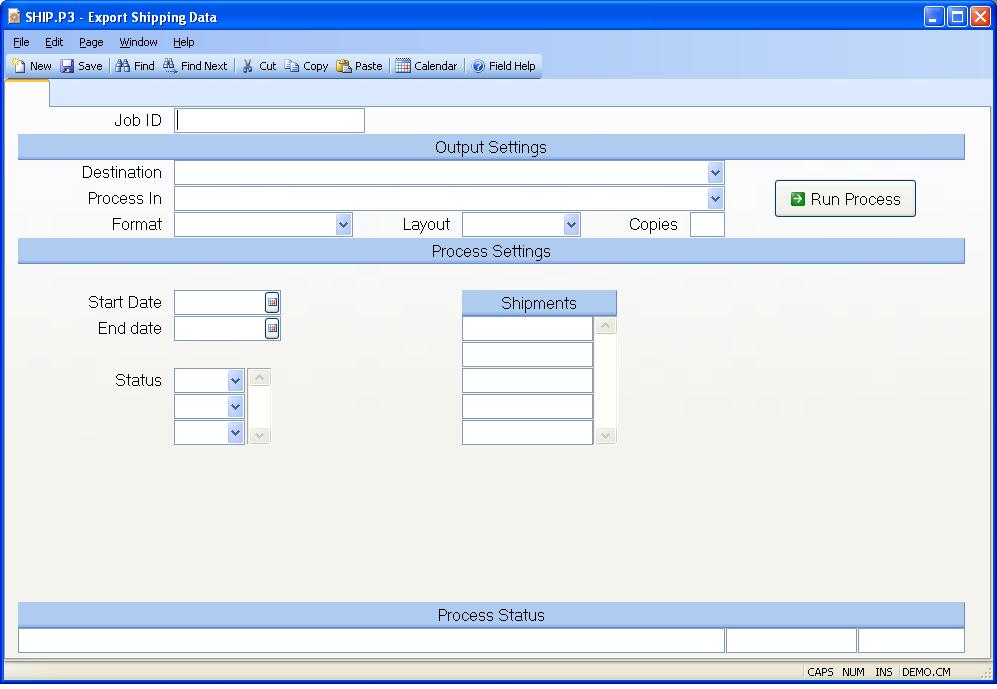 SHIP.P3 - Export Shipping Data
File Edit Page Window Help
New Save Find Find Next Cut Copy Paste Calendar Field Help
Job ID
Output Settings
Destination
Process In
Run Process
Format Layout Copies
Process Settings
Start Date
Shipments
End date
Status
Process Status
CAPS NUM INS DEMO.CM